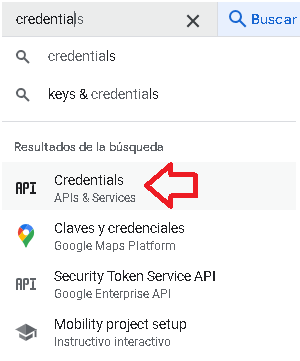 credentials
Buscar
credentials
keys & credentials
Resultados de la búsqueda
API
Credentials
APIs & Services
Claves y credenciales
Google Maps Platform
API
Security Token Service API
Google Enterprise API
Mobility project setup
Instructivo interactivo